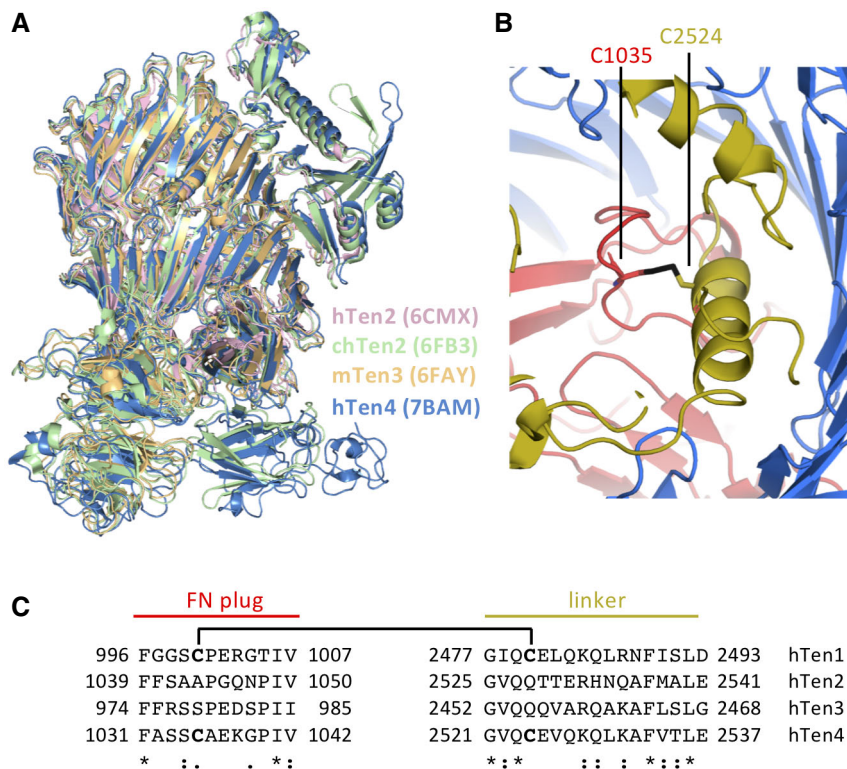 A
hTen2 (6CMX)
chTen2 (6FB3)
mTen3 (6FAY)
hTen4 (7BAM)
B
C1035
C2524
C
FN plug linker
996 FGGSCPERGTIV 1007 2477 GIQCELQKQLRNFISLD 2493 hTen1
1039 FFSAAPGQNPIV 1050 2525 GVQQTTERHNQAFMALE 2541 hTen2
974 FFRSSPEDSPII 985 2452 GVQQQVARQAKAFLSLG 2468 hTen3
1031 FASSCAEKGPIV 1042 2521 GVQCEVQKQLKAFVTLE 2537 hTen4
* :. . *: *:* : : *::*